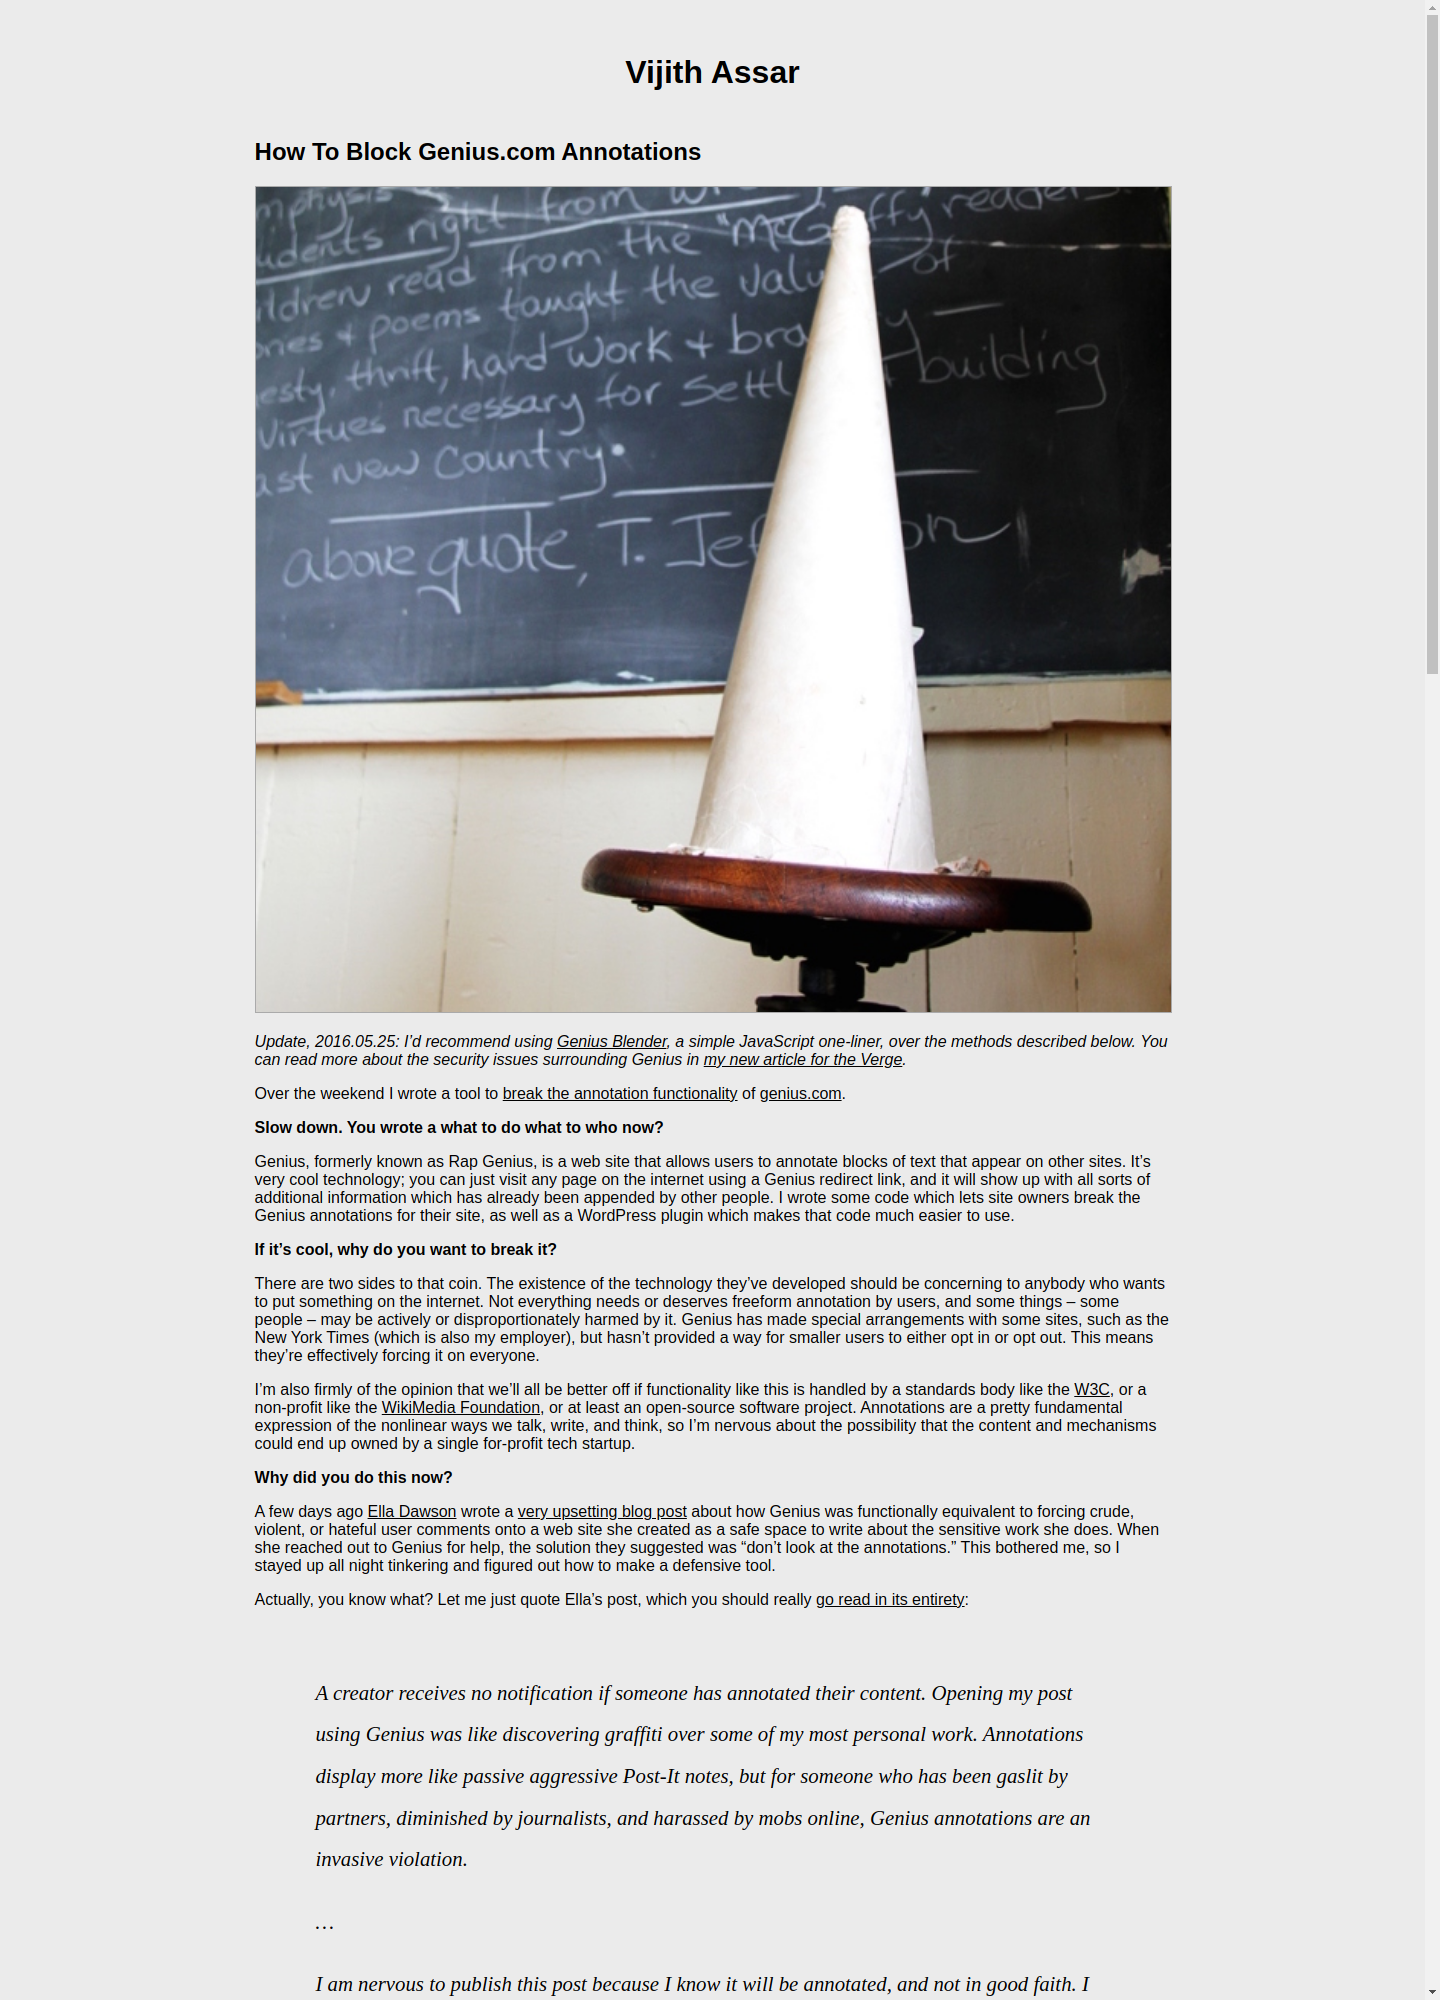 Vijith Assar
How To Block Genius.com Annotations
right from
children read from the "McGuffy readers.
poems taught the value of
thrift, hard work + bra y
virtues necessary for Settl building
new Country.
above quote, T. Jef on
Update, 2016.05.25: I’d recommend using Genius Blender, a simple JavaScript one-liner, over the methods described below. You
can read more about the security issues surrounding Genius in my new article for the Verge.
Over the weekend I wrote a tool to break the annotation functionality of genius.com.
Slow down. You wrote a what to do what to who now?
Genius, formerly known as Rap Genius, is a web site that allows users to annotate blocks of text that appear on other sites. It’s
very cool technology; you can just visit any page on the internet using a Genius redirect link, and it will show up with all sorts of
additional information which has already been appended by other people. I wrote some code which lets site owners break the
Genius annotations for their site, as well as a WordPress plugin which makes that code much easier to use.
If it’s cool, why do you want to break it?
There are two sides to that coin. The existence of the technology they’ve developed should be concerning to anybody who wants
to put something on the internet. Not everything needs or deserves freeform annotation by users, and some things – some
people – may be actively or disproportionately harmed by it. Genius has made special arrangements with some sites, such as the
New York Times (which is also my employer), but hasn’t provided a way for smaller users to either opt in or opt out. This means
they’re effectively forcing it on everyone.
I’m also firmly of the opinion that we’ll all be better off if functionality like this is handled by a standards body like the W3C, or a
non-profit like the WikiMedia Foundation, or at least an open-source software project. Annotations are a pretty fundamental
expression of the nonlinear ways we talk, write, and think, so I’m nervous about the possibility that the content and mechanisms
could end up owned by a single for-profit tech startup.
Why did you do this now?
A few days ago Ella Dawson wrote a very upsetting blog post about how Genius was functionally equivalent to forcing crude,
violent, or hateful user comments onto a web site she created as a safe space to write about the sensitive work she does. When
she reached out to Genius for help, the solution they suggested was “don’t look at the annotations.” This bothered me, so I
stayed up all night tinkering and figured out how to make a defensive tool.
Actually, you know what? Let me just quote Ella’s post, which you should really go read in its entirety:
A creator receives no notification if someone has annotated their content. Opening my post
using Genius was like discovering graffiti over some of my most personal work. Annotations
display more like passive aggressive Post-It notes, but for someone who has been gaslit by
partners, diminished by journalists, and harassed by mobs online, Genius annotations are an
invasive violation.
…
I am nervous to publish this post because I know it will be annotated, and not in good faith. I